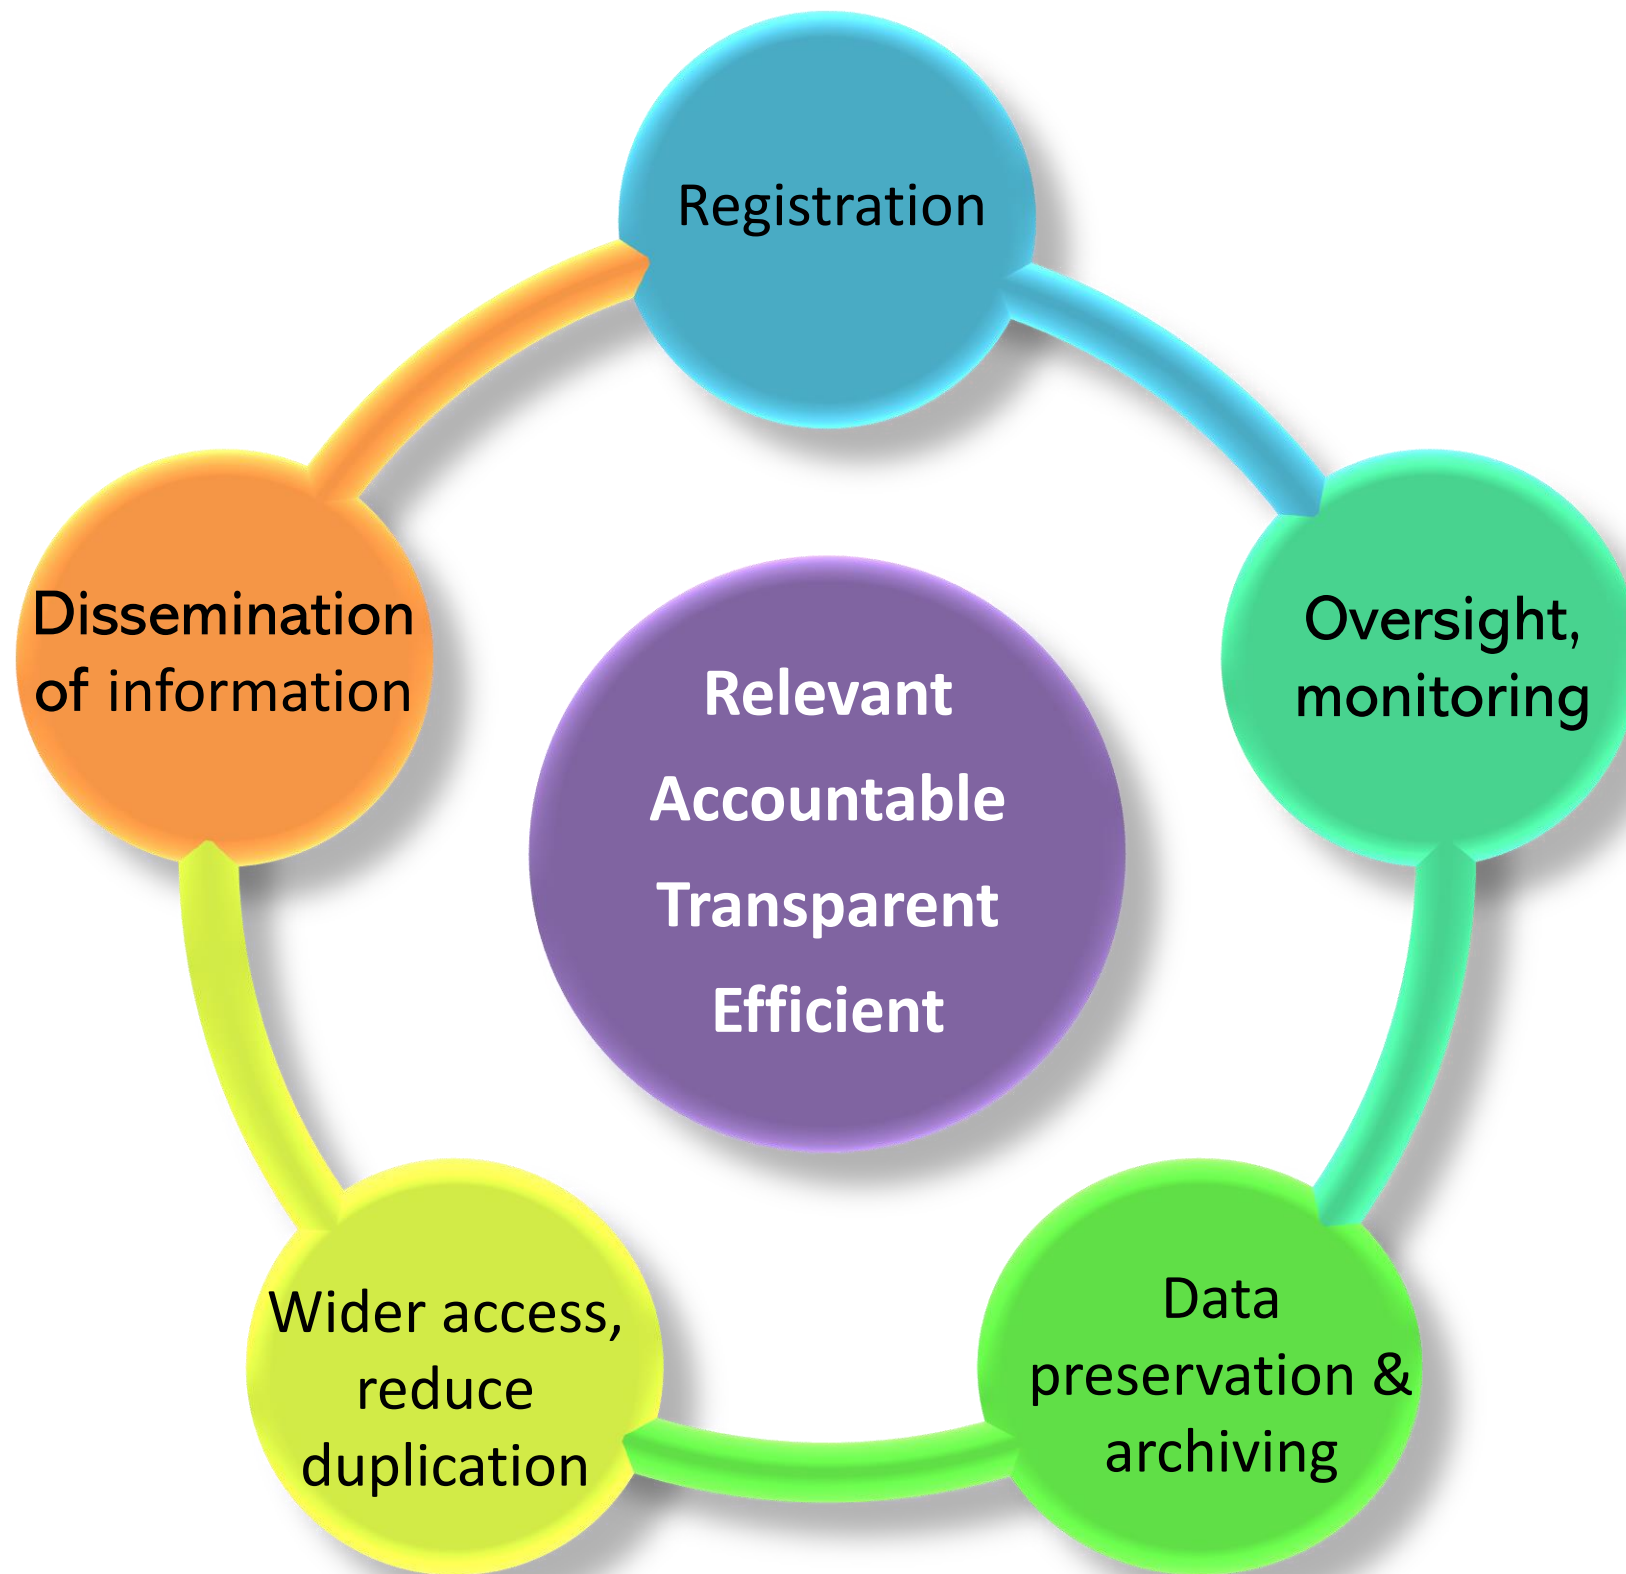 Registration
Oversight,
monitoring
Data
preservation &
archiving
Wider access,
reduce
duplication
Dissemination
of information
Relevant
Accountable
Transparent
Efficient